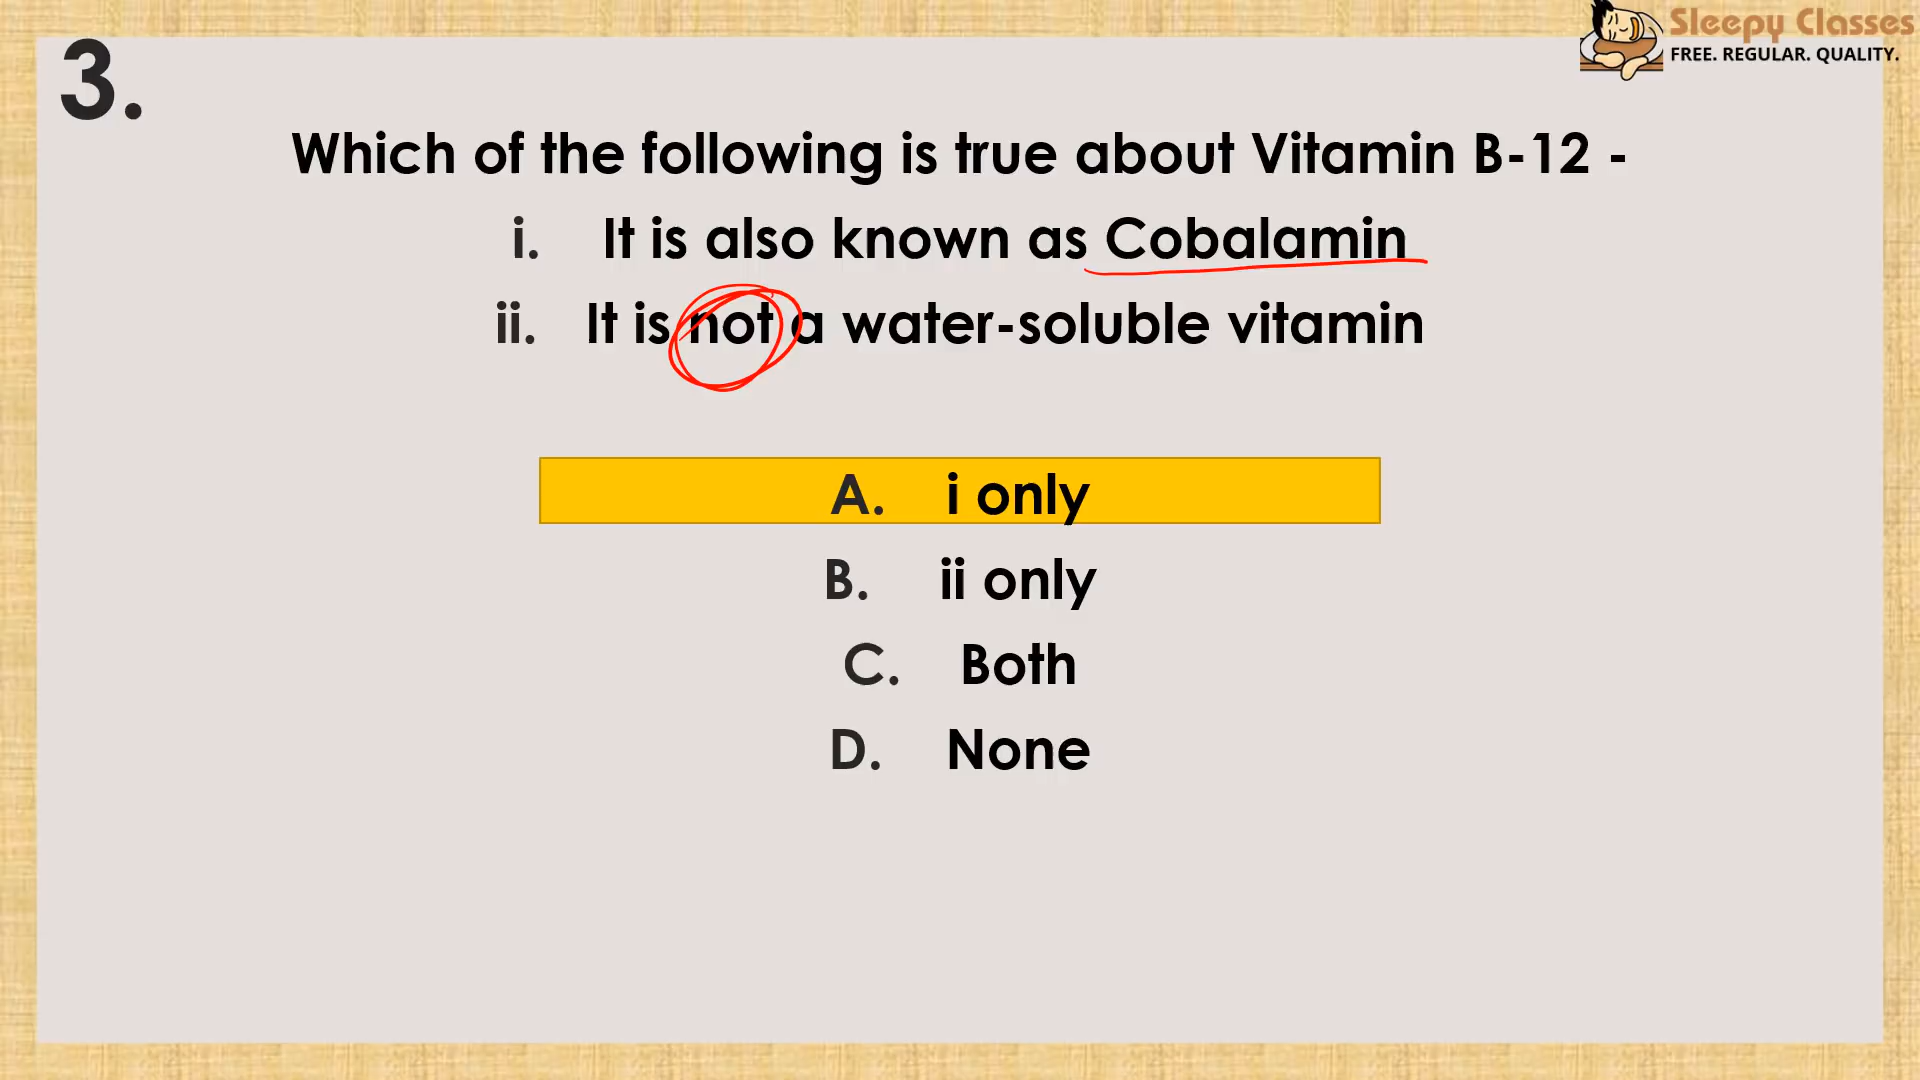 Sleepy Classes
FREE. REGULAR. QUALITY.
3.
Which of the following is true about Vitamin B-12 -
i. It is also known as Cobalamin
ii. It is not a water-soluble vitamin
A. i only
B. ii only
C. Both
D. None